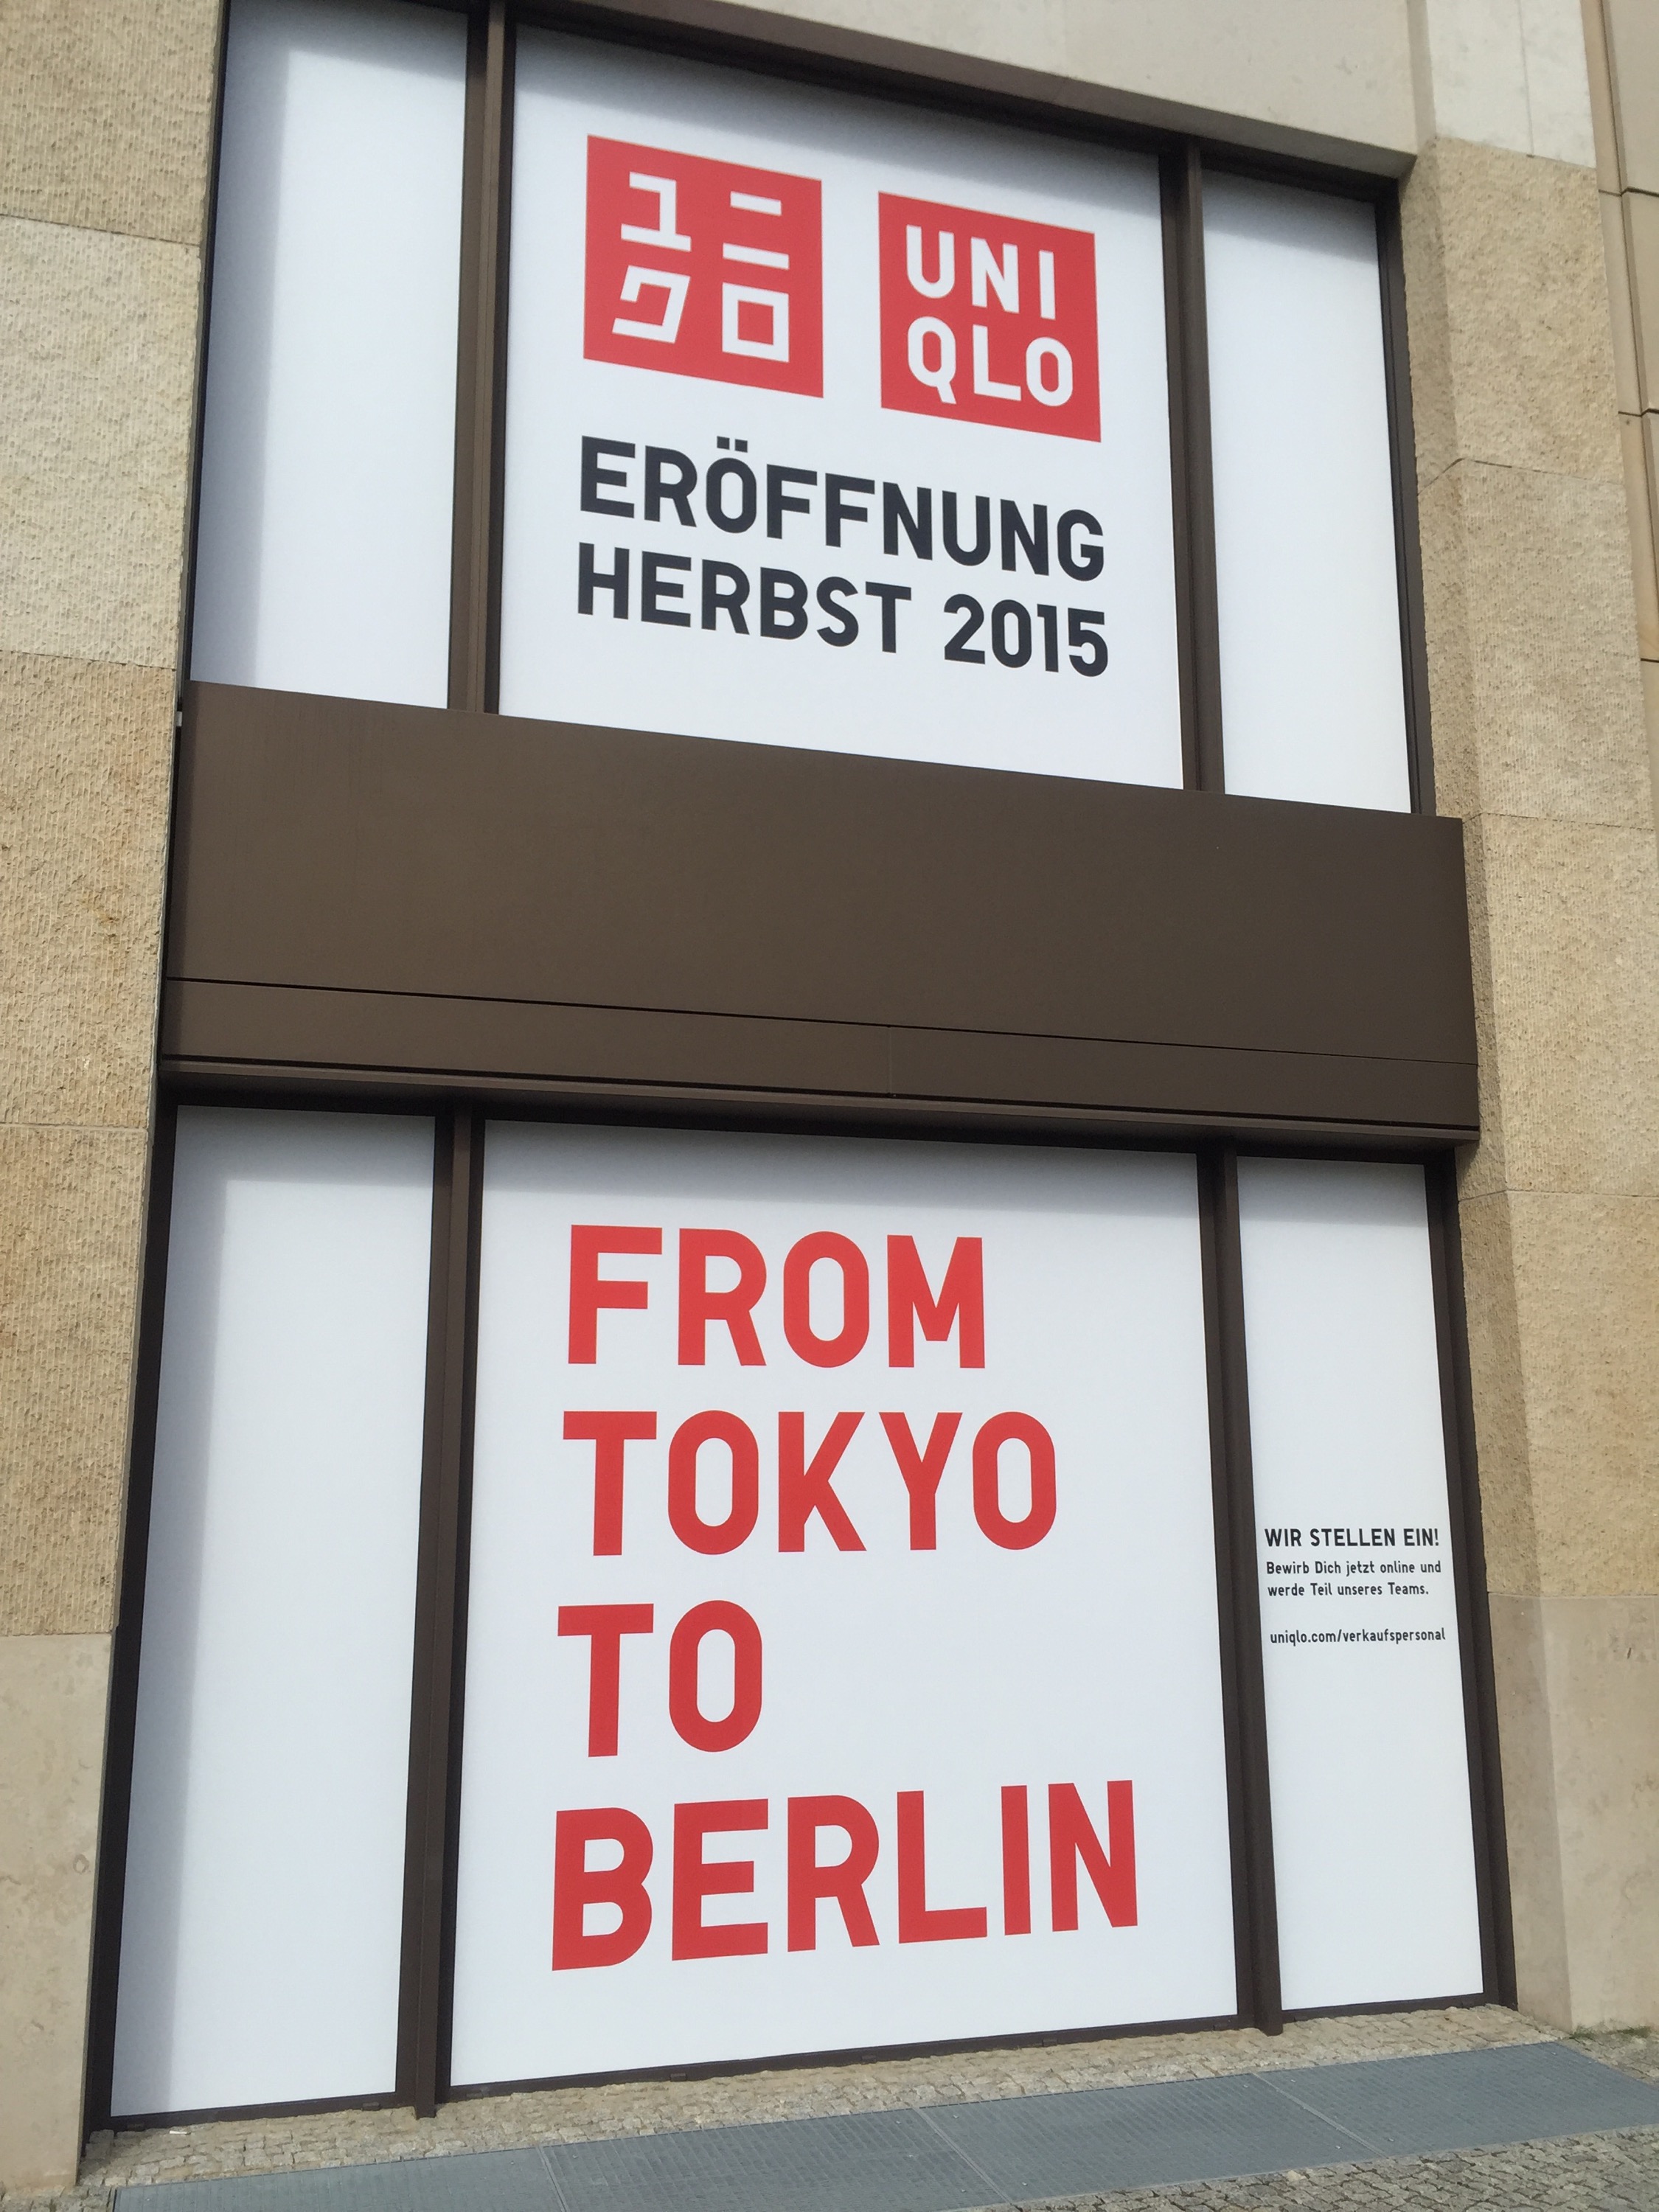 ユニ
クロ
UNI
QLO
ERÖFFNUNG
HERBST 2015
FROM
TOKYO
TO
BERLIN
WIR STELLEN EIN!
Bewirb Dich jetzt online und
werde Teil unseres Teams.
uniqlo.com/verkaufspersonal